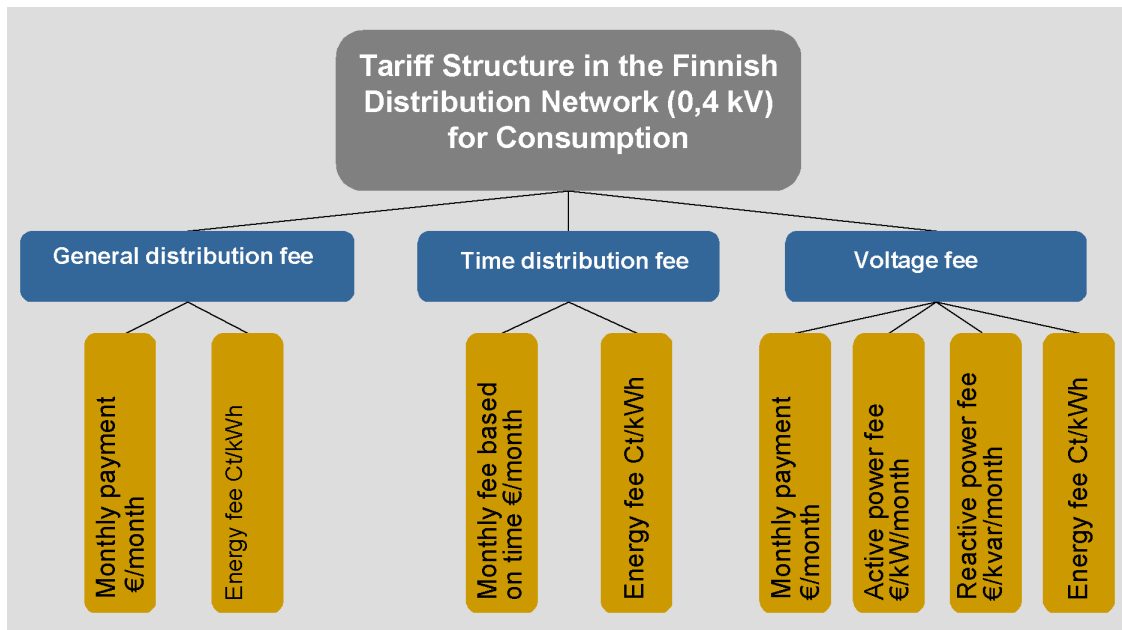 Tariff Structure in the Finnish
Distribution Network (0,4 kV)
for Consumption
General distribution fee
Time distribution fee
Voltage fee
Monthly payment
€/month
Energy fee Ct/kWh
Monthly fee based
on time €/month
Energy fee Ct/kWh
Monthly payment
€/month
Active power fee
€/kW/month
Reactive power fee
€/kvar/month
Energy fee Ct/kWh